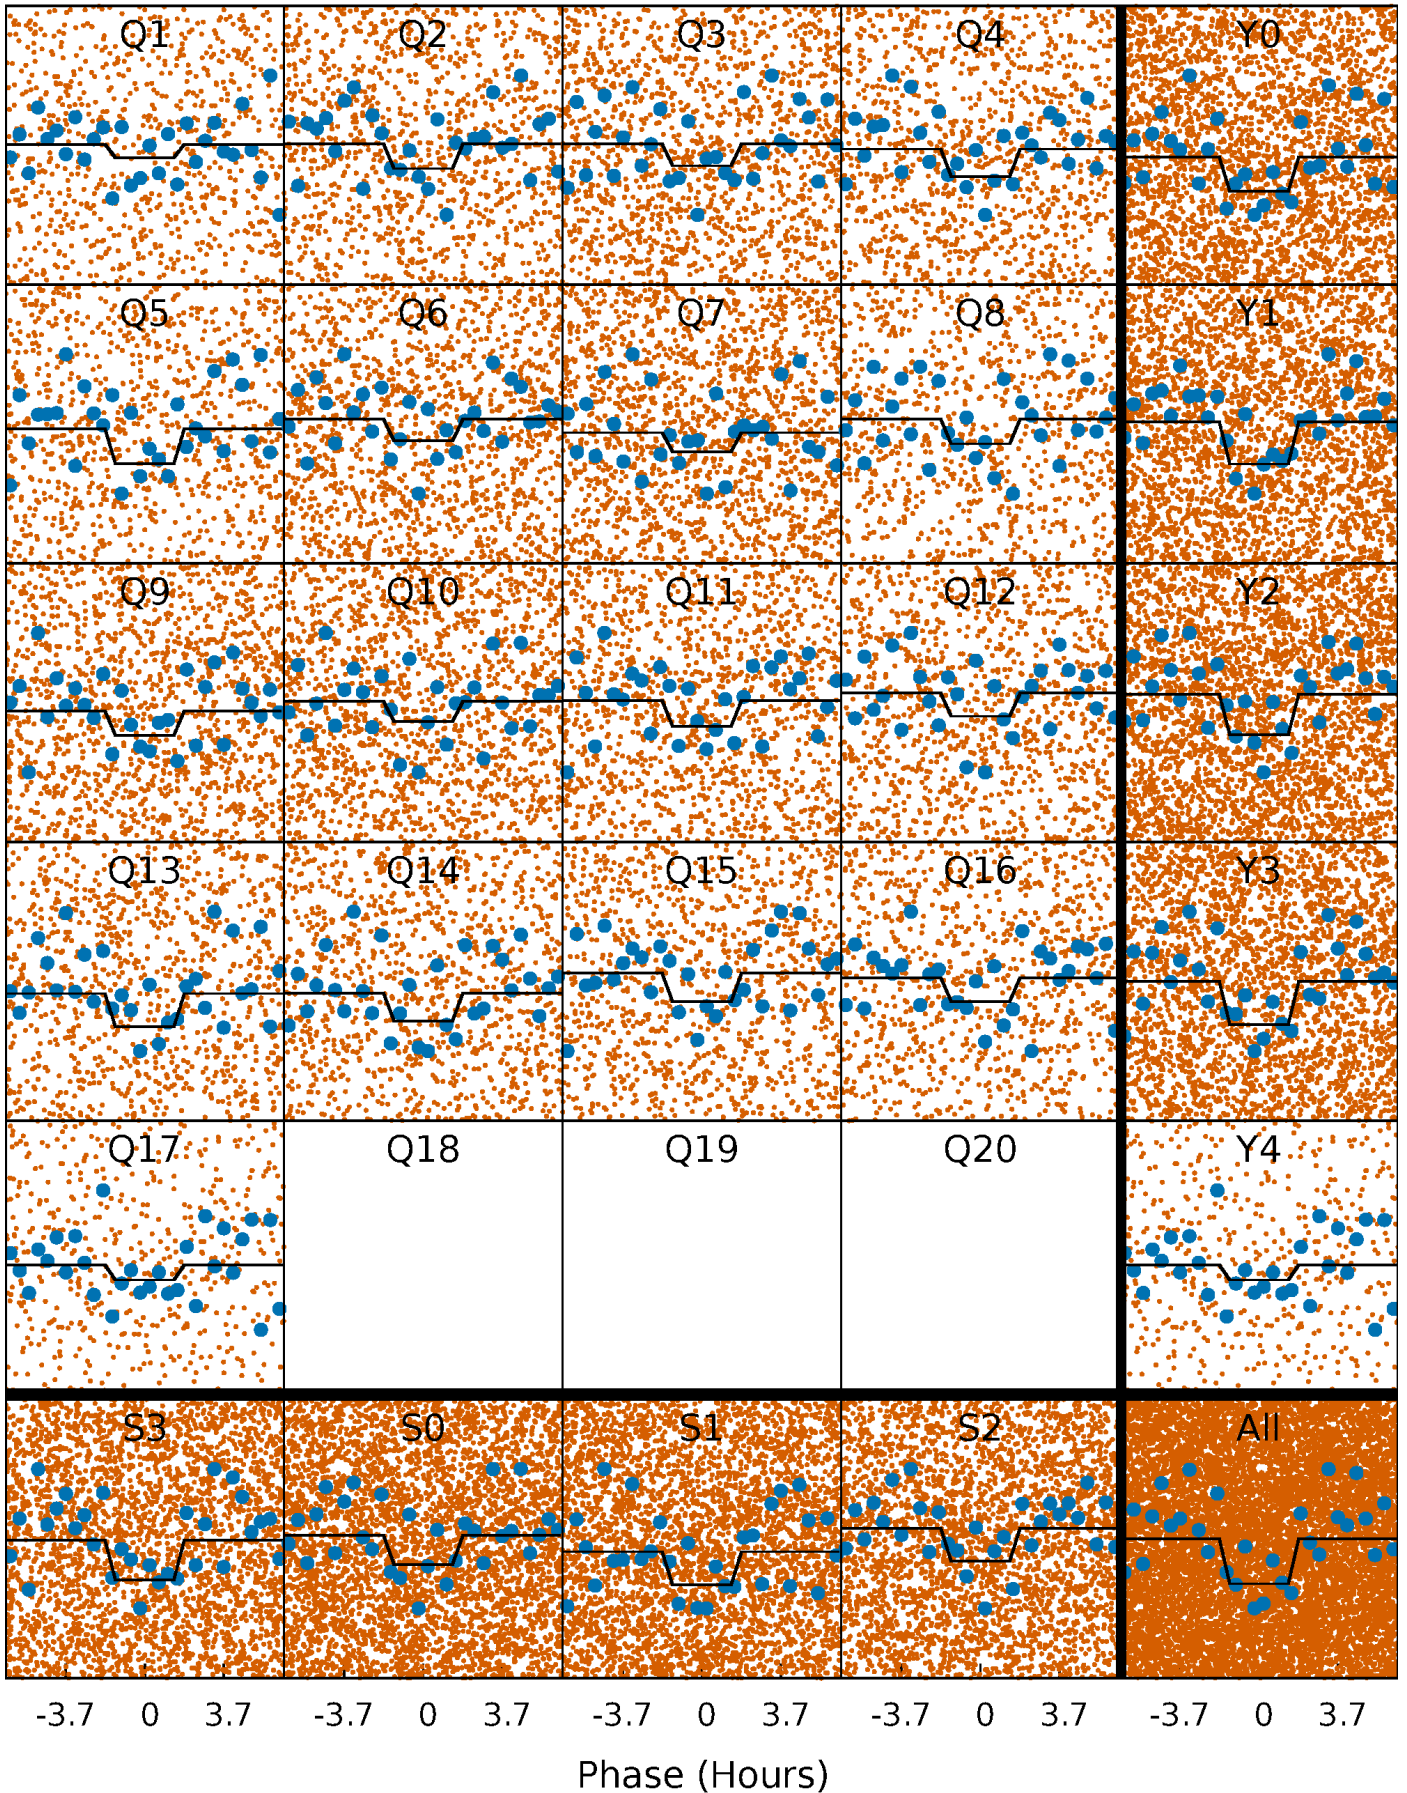 Q1 Q2 Q3 Q4 Y0
Q5 Q6 Q7 Q8 Y1
Q9 Q10 Q11 Q12 Y2
Q13 Q14 Q15 Q16 Y3
Q17 Q18 Q19 Q20 Y4
S3 S0 S1 S2 All
-3.7 0 3.7 -3.7 0 3.7 -3.7 0 3.7 -3.7 0 3.7 -3.7 0 3.7
Phase (Hours)